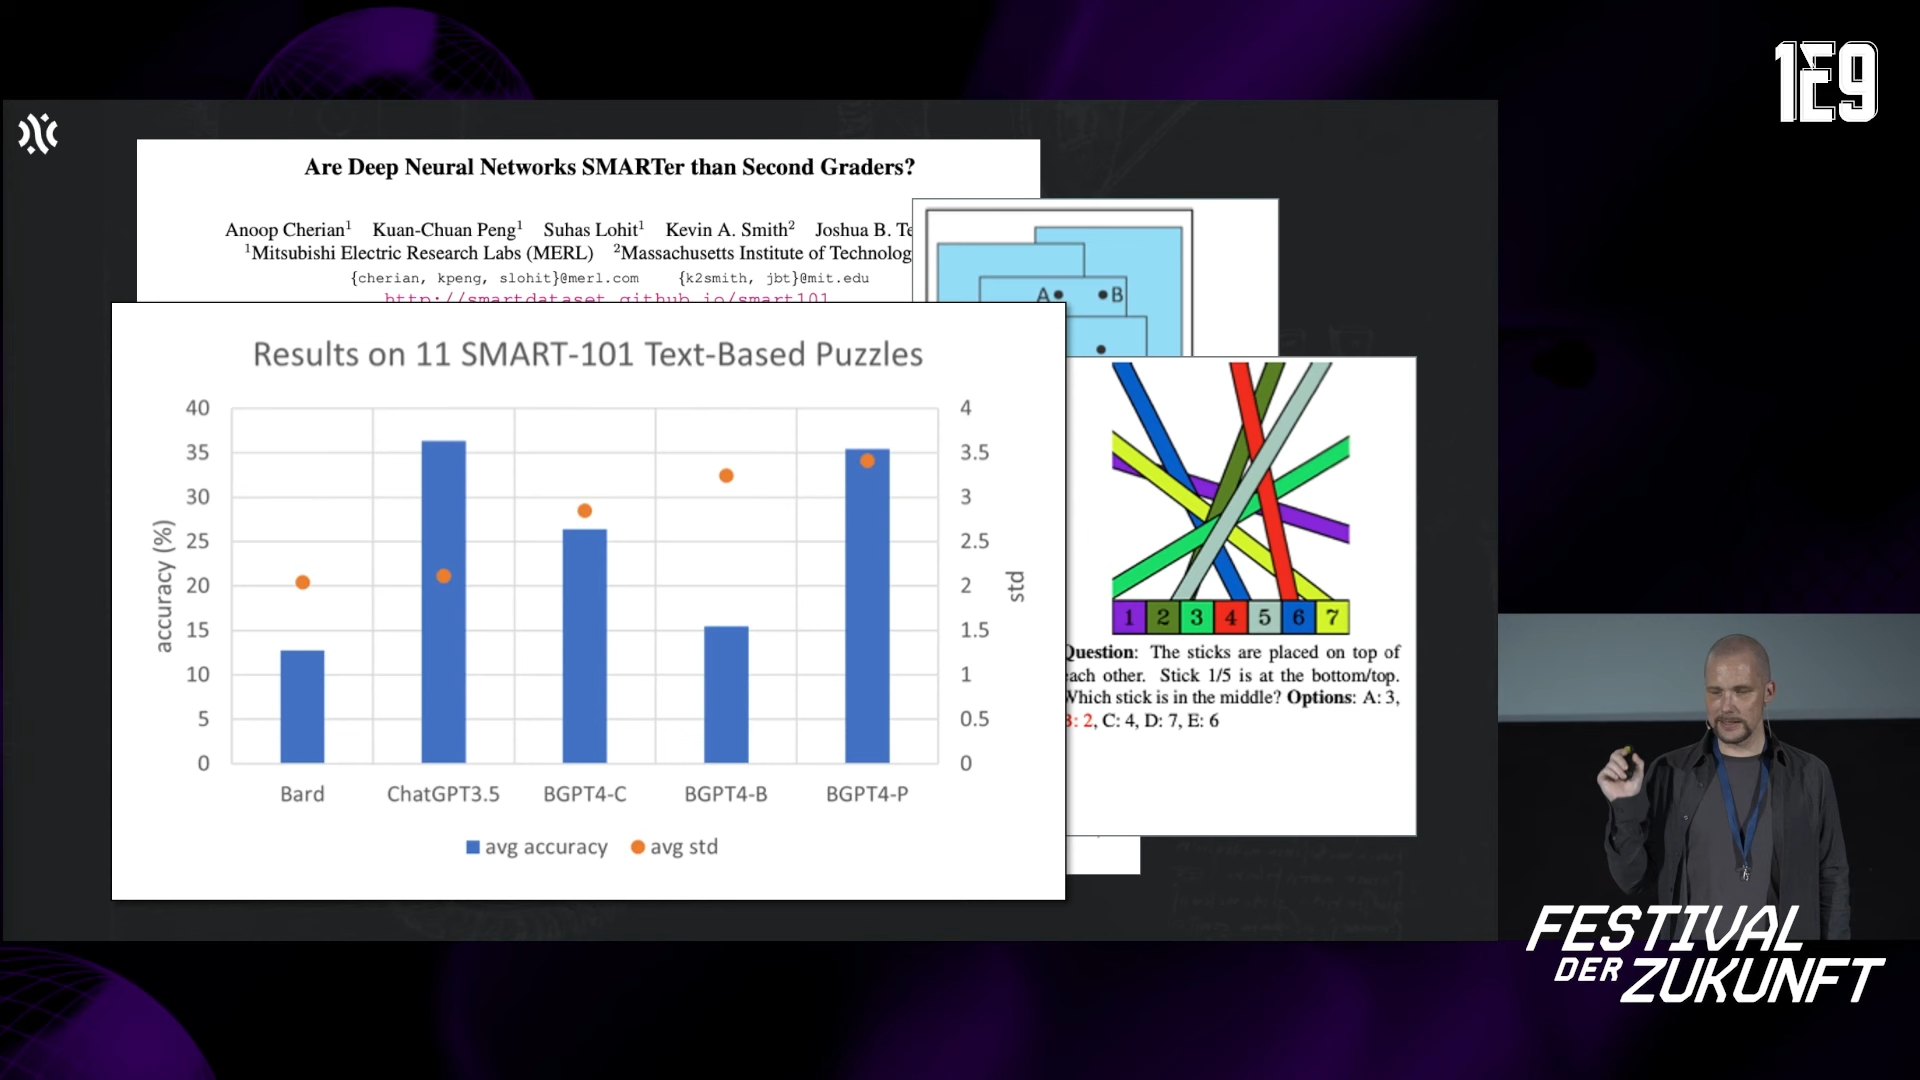 1E9
Are Deep Neural Networks SMARTer than Second Graders?
Anoop Cherian1 Kuan-Chuan Peng1 Suhas Lohit1 Kevin A. Smith2 Joshua B.
1Mitsubishi Electric Research Labs (MERL) 2Massachusetts Institute of
{cherian, kpeng, slohit}@merl.com {k2smith, jbt}@mit.edu
http://smartdataset.github.io/smart101
A B
Results on 11 SMART-101 Text-Based Puzzles
40 4
35 3.5
30 3
25 2.5
20 2
15 1.5
10 1
5 0.5
0 0
accuracy (%)
std
Bard ChatGPT3.5 BGPT4-C BGPT4-B BGPT4-P
avg accuracy avg std
1 2 3 4 5 6 7
Question: The sticks are placed on top of
each other. Stick 1/5 is at the bottom/top.
Which stick is in the middle? Options: A: 3,
B: 2, C: 4, D: 7, E: 6
FESTIVAL
DER ZUKUNFT